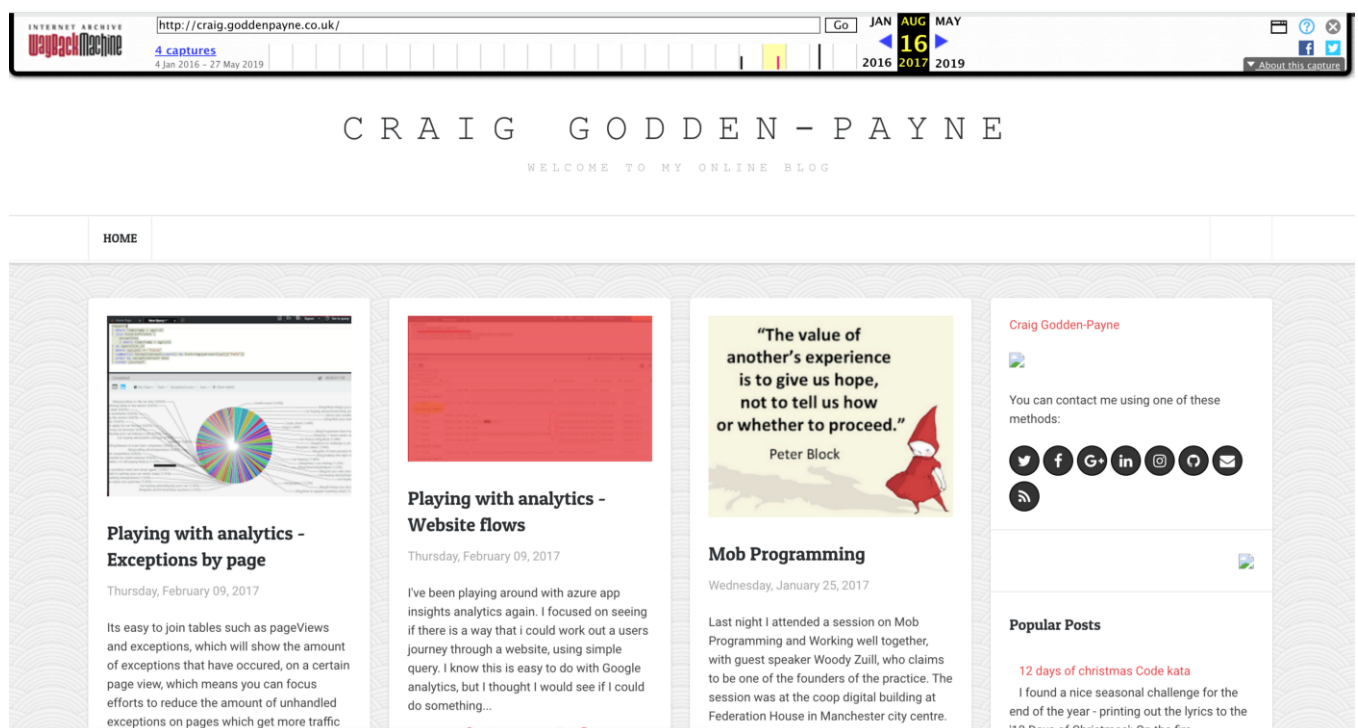 INTERNET ARCHIVE
WayBackMachine
http://craig.goddenpayne.co.uk/
Go
JAN AUG MAY
4 captures
16
4 Jan 2016 – 27 May 2019
2016 2017 2019
About this capture
CRAIG GODDEN-PAYNE
WELCOME TO MY ONLINE BLOG
HOME
Playing with analytics -
Exceptions by page
Thursday, February 09, 2017
Its easy to join tables such as pageViews
and exceptions, which will show the amount
of exceptions that have occured, on a certain
page view, which means you can focus
efforts to reduce the amount of unhandled
exceptions on pages which get more traffic
Playing with analytics -
Website flows
Thursday, February 09, 2017
I've been playing around with azure app
insights analytics again. I focused on seeing
if there is a way that i could work out a users
journey through a website, using simple
query. I know this is easy to do with Google
analytics, but I thought I would see if I could
do something...
“The value of
another’s experience
is to give us hope,
not to tell us how
or whether to proceed.”
Peter Block
Mob Programming
Wednesday, January 25, 2017
Last night I attended a session on Mob
Programming and Working well together,
with guest speaker Woody Zuill, who claims
to be one of the founders of the practice. The
session was at the coop digital building at
Federation House in Manchester city centre.
Craig Godden-Payne
You can contact me using one of these
methods:
Popular Posts
12 days of christmas Code kata
I found a nice seasonal challenge for the
end of the year - printing out the lyrics to the